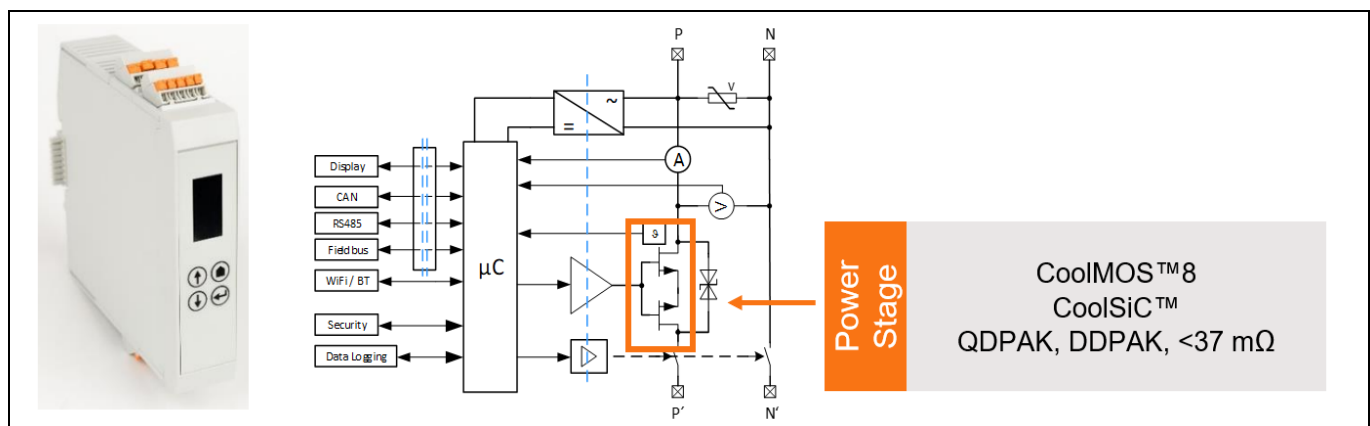 P
N
V
~
=
A
Display
CAN
RS485
Fieldbus
WiFi / BT
Security
Data Logging
µC
V
ϑ
P'
N'
Power
Stage
CoolMOS™8
CoolSiC™
QDPAK, DDPAK, <37 mΩ